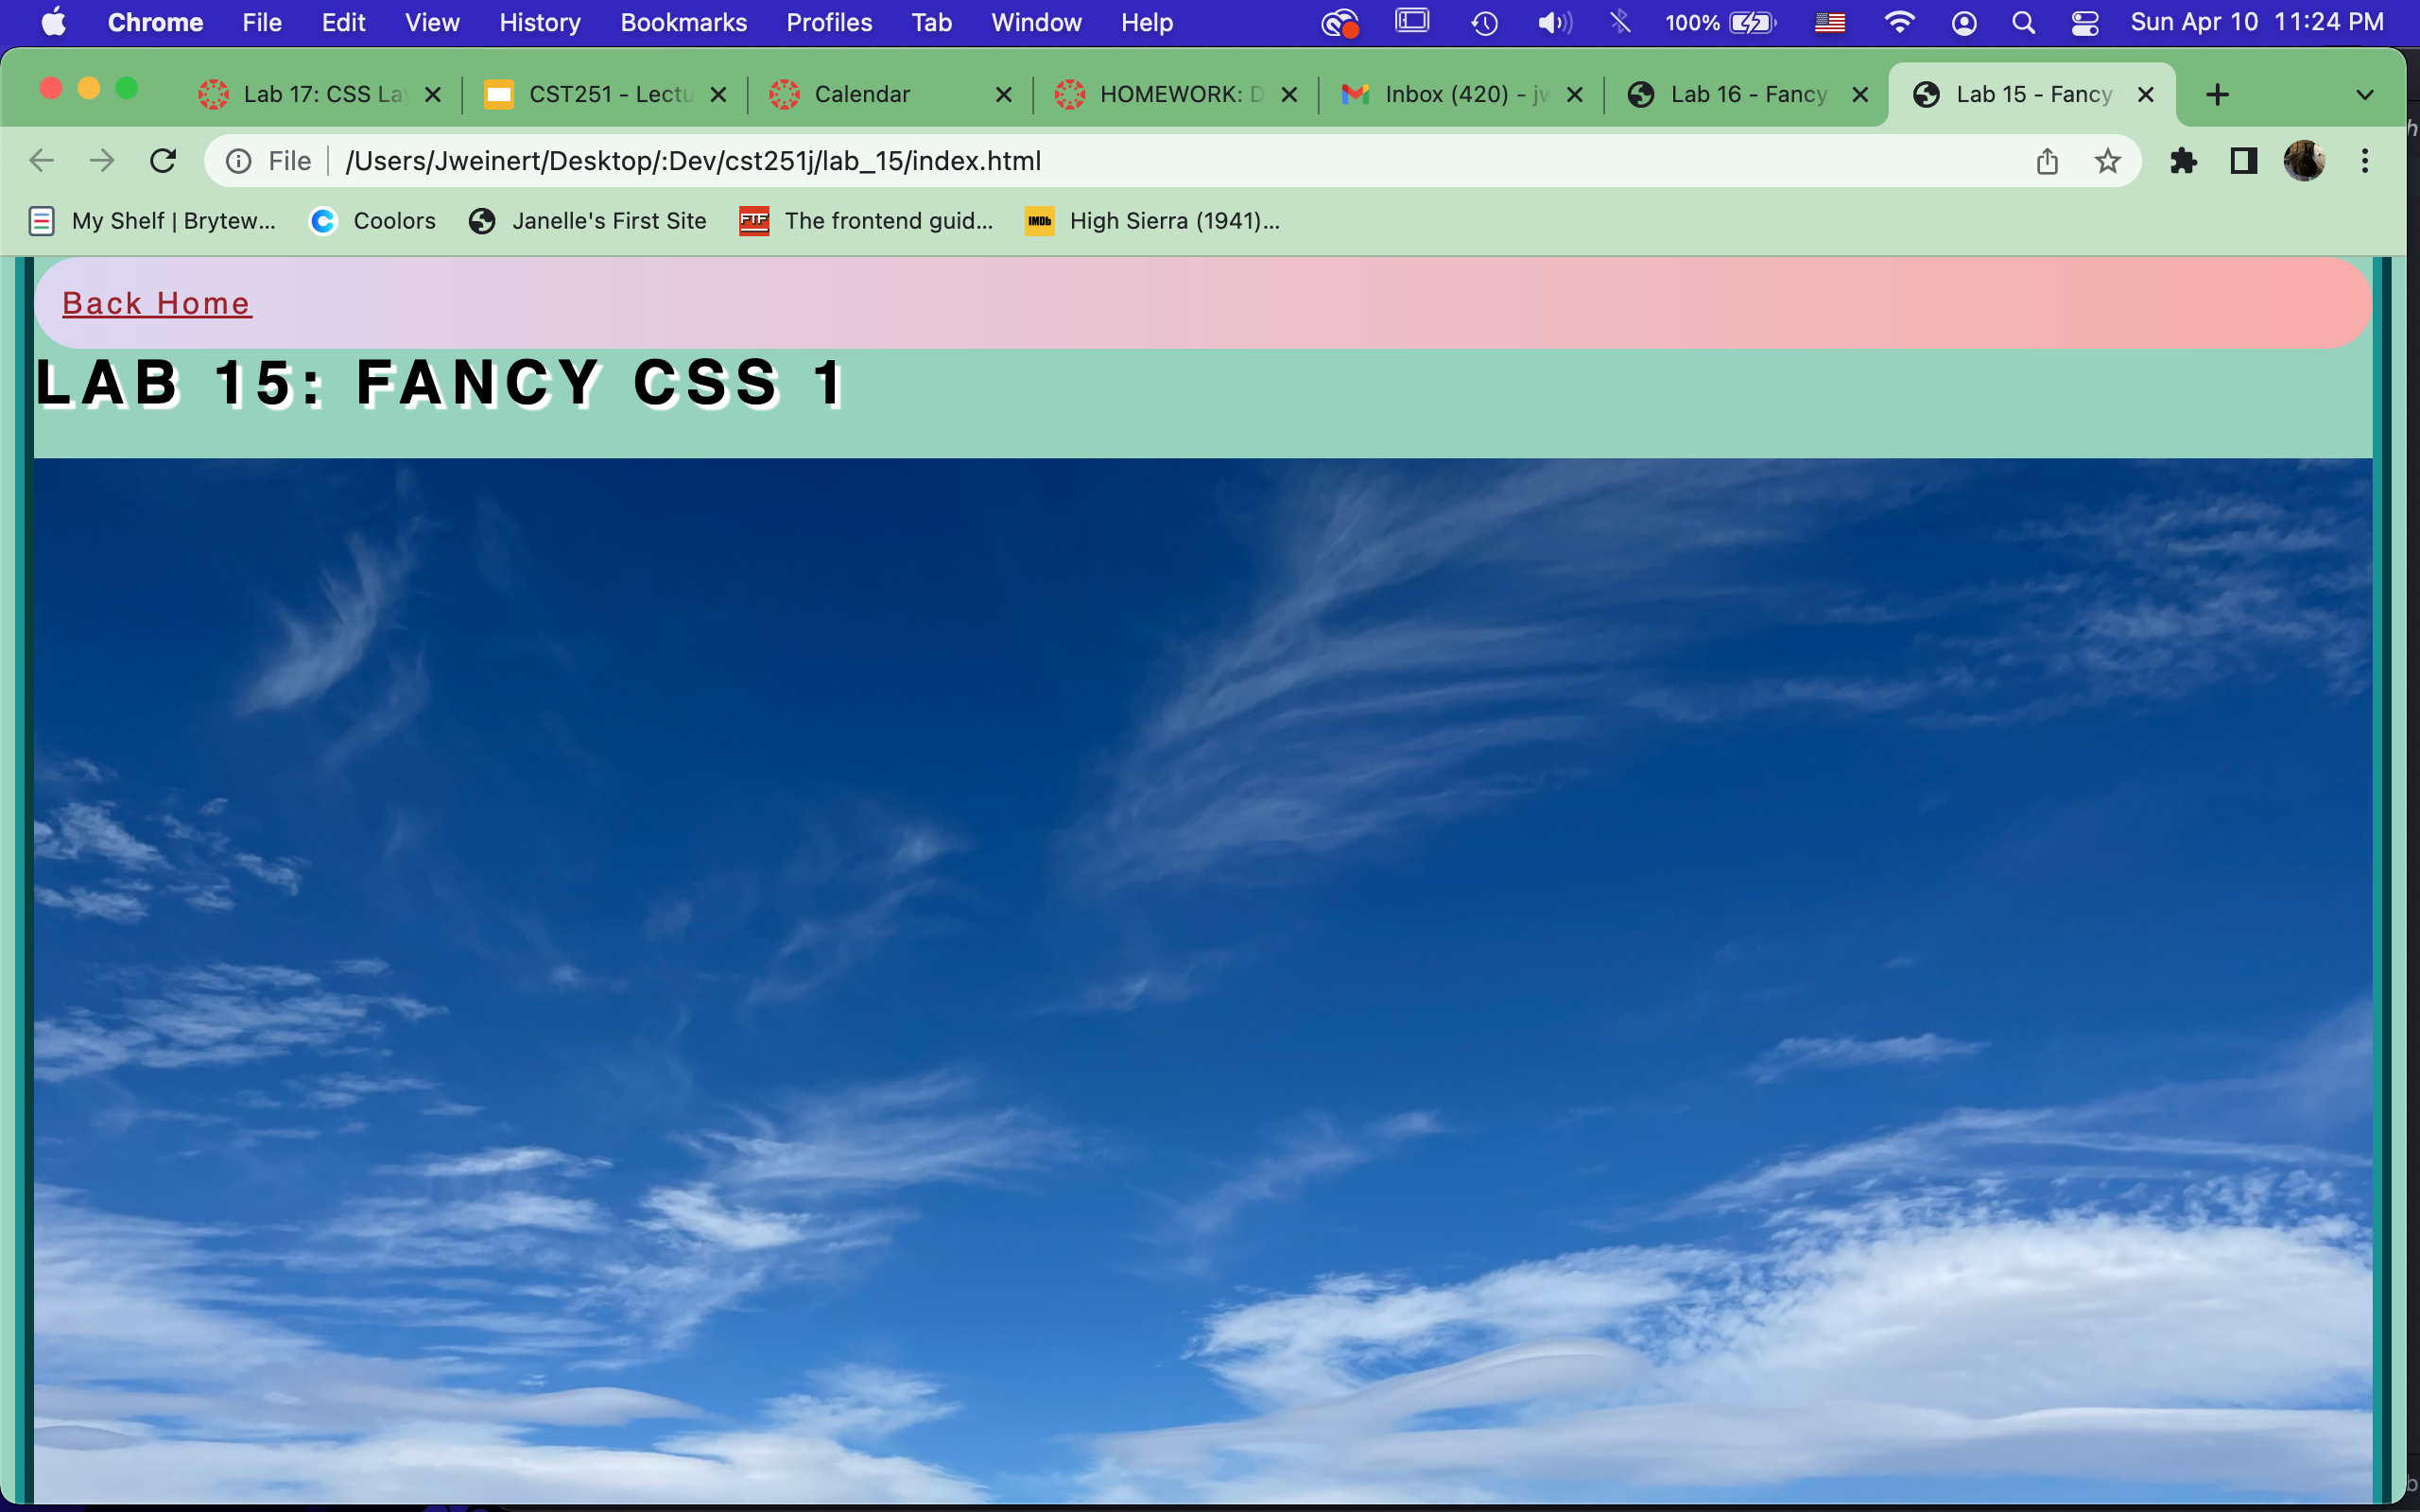 Chrome File Edit View History Bookmarks Profiles Tab Window Help 100% Sun Apr 10 11:24 PM
Lab 17: CSS La CST251 - Lectu Calendar HOMEWORK: D Inbox (420) - jw Lab 16 - Fancy Lab 15 - Fancy
File /Users/Jweinert/Desktop/:Dev/cst251j/lab_15/index.html
My Shelf | Brytew... Coolors Janelle's First Site FTF The frontend guid... IMDb High Sierra (1941)...
Back Home
LAB 15: FANCY CSS 1